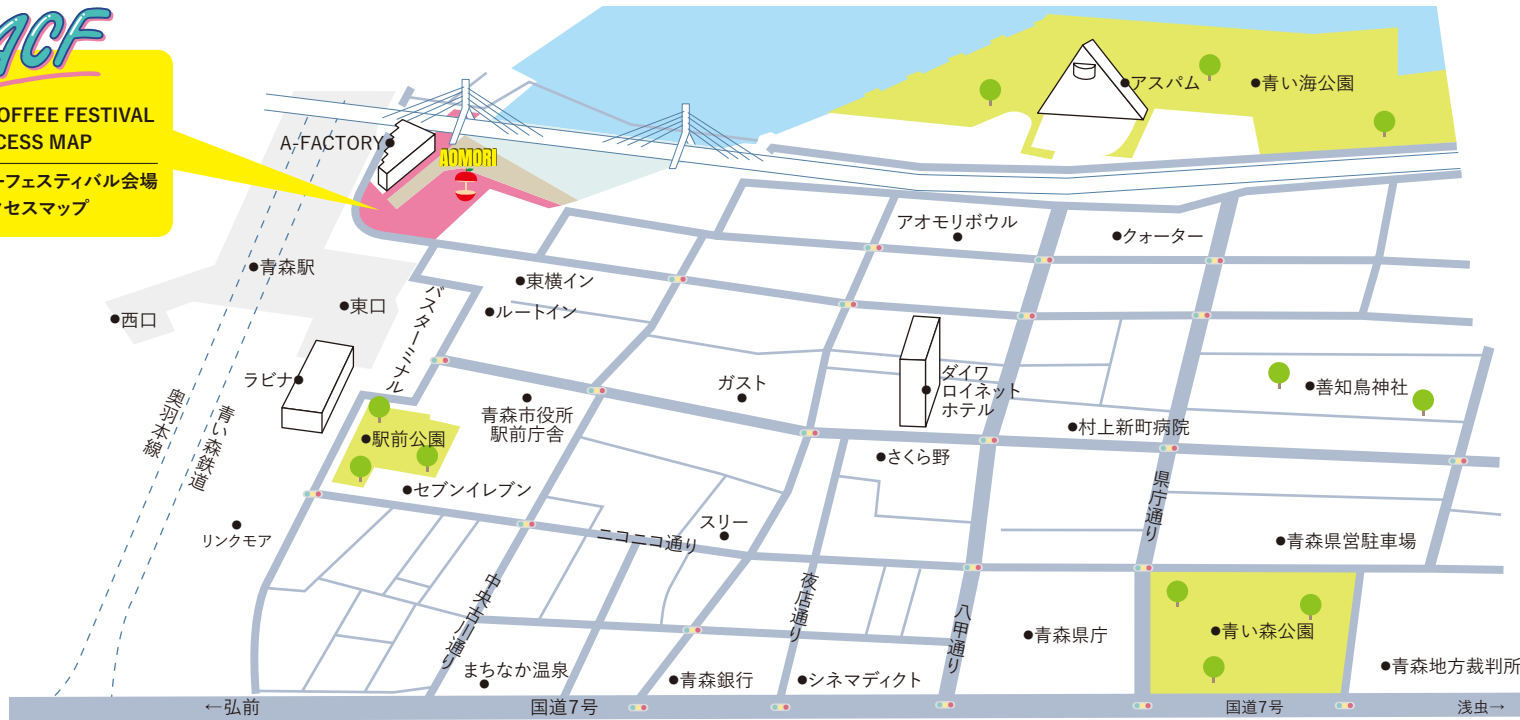 ACF
OFFEE FESTIVAL
CESS MAP
ーフェスティバル会場
セスマップ
A-FACTORY
AOMORI
アスパム
青い海公園
アオモリボウル
クォーター
青森駅
東横イン
東口
ルートイン
西口
バスターミナル
ラビナ
ガスト
ダイワ
ロイネット
ホテル
善知鳥神社
青森市役所
駅前庁舎
奥羽本線
青い森鉄道
駅前公園
村上新町病院
さくら野
セブンイレブン
県庁通り
スリー
ニコニコ通り
リンクモア
青森県営駐車場
中央古川通り
夜店通り
八甲通り
青森県庁
青い森公園
まちなか温泉
青森銀行
シネマディクト
青森地方裁判所
←弘前
国道7号
国道7号
浅虫→